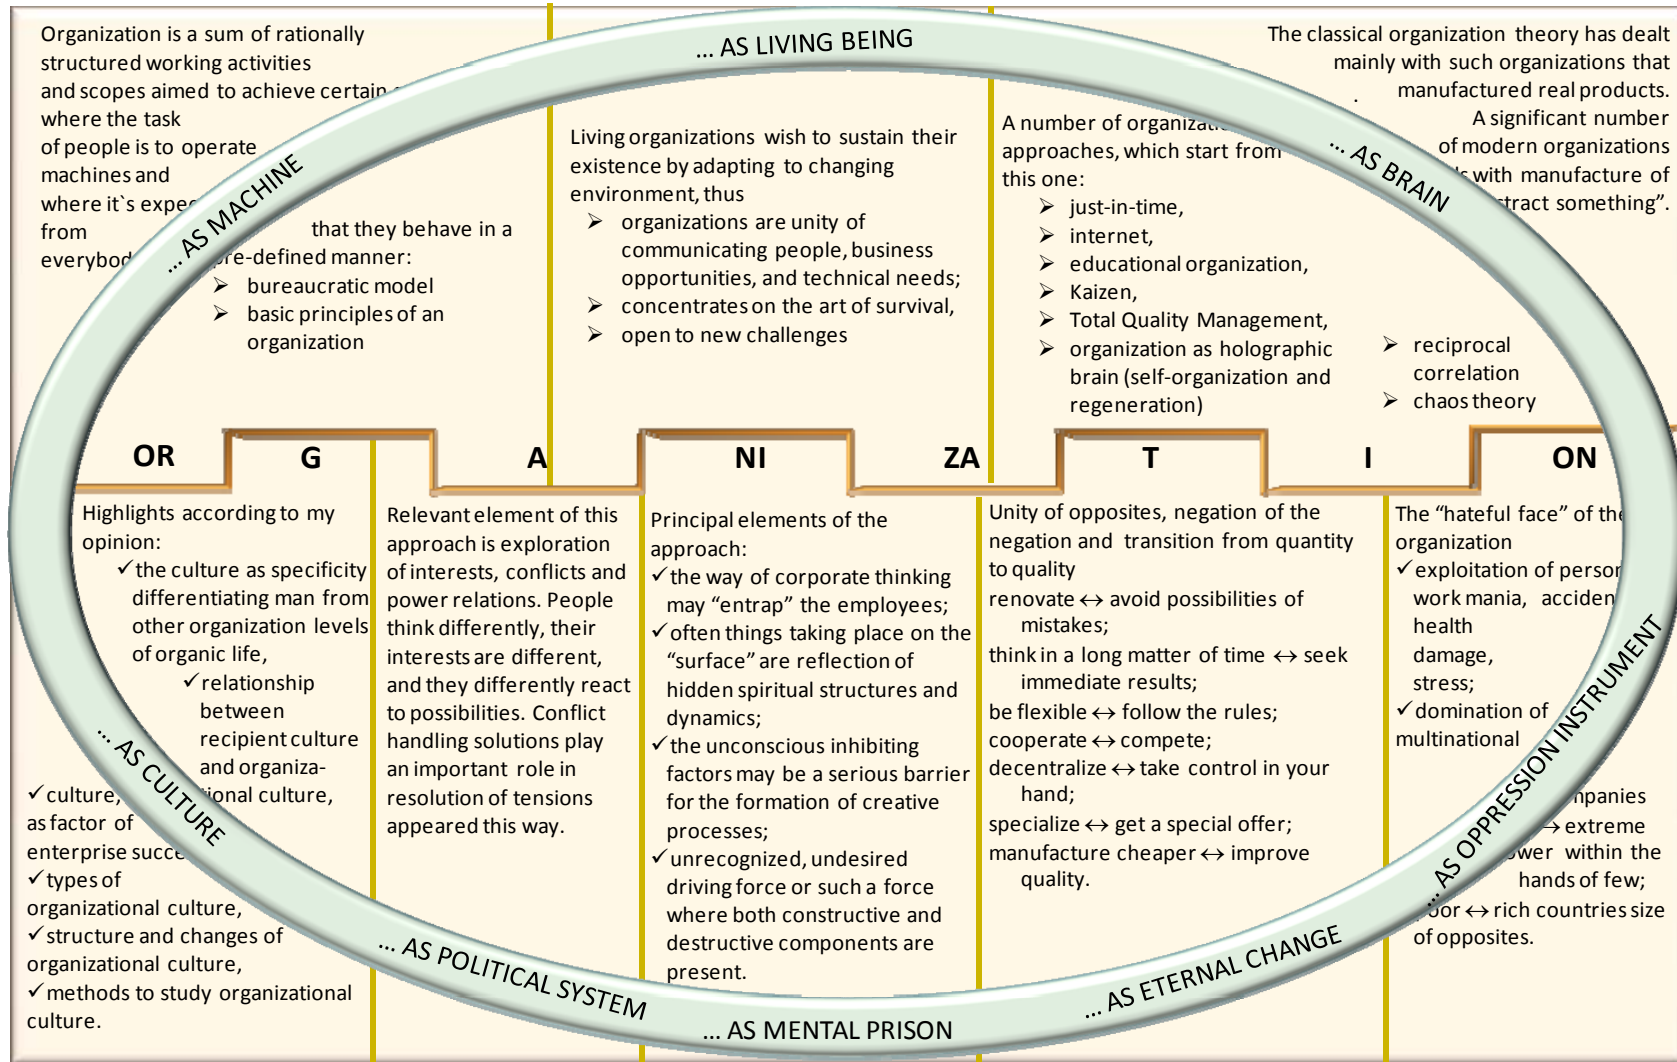 ... AS LIVING BEING
... AS MACHINE
... AS BRAIN
Organization is a sum of rationally
structured working activities
and scopes aimed to achieve certain
where the task
of people is to operate
machines and
where it`s
from
that they behave in a
pre-defined manner:
➢ bureaucratic model
➢ basic principles of an
organization
Living organizations wish to sustain their
existence by adapting to changing
environment, thus
➢ organizations are unity of
communicating people, business
opportunities, and technical needs;
➢ concentrates on the art of survival,
➢ open to new challenges
The classical organization theory has dealt
mainly with such organizations that
. manufactured real products.
A significant number
of modern organizations
with manufacture of
something”.
A number of
approaches, which start from
this one:
➢ just-in-time,
➢ internet,
➢ educational organization,
➢ Kaizen,
➢ Total Quality Management,
➢ organization as holographic
brain (self-organization and
regeneration)
➢ reciprocal
correlation
➢ chaos theory
OR G A NI ZA T I ON
Highlights according to my
opinion:
✓the culture as specificity
differentiating man from
other organization levels
of organic life,
✓relationship
between
recipient culture
and organiza-
tional culture,
✓culture,
as factor of
enterprise
✓types of
organizational culture,
✓structure and changes of
organizational culture,
✓methods to study organizational
culture.
Relevant element of this
approach is exploration
of interests, conflicts and
power relations. People
think differently, their
interests are different,
and they differently react
to possibilities. Conflict
handling solutions play
an important role in
resolution of tensions
appeared this way.
Principal elements of the
approach:
✓the way of corporate thinking
may “entrap” the employees;
✓often things taking place on the
“surface” are reflection of
hidden spiritual structures and
dynamics;
✓the unconscious inhibiting
factors may be a serious barrier
for the formation of creative
processes;
✓unrecognized, undesired
driving force or such a force
where both constructive and
destructive components are
present.
Unity of opposites, negation of the
negation and transition from quantity
to quality
renovate ↔ avoid possibilities of
mistakes;
think in a long matter of time ↔ seek
immediate results;
be flexible ↔ follow the rules;
cooperate ↔ compete;
decentralize ↔ take control in your
hand;
specialize ↔ get a special offer;
manufacture cheaper ↔ improve
quality.
The “hateful face” of the
organization
✓exploitation of
work mania,
health
damage,
stress;
✓domination of
multinational
↔ extreme
within the
hands of few;
poor ↔ rich countries size
of opposites.
... AS CULTURE
... AS POLITICAL SYSTEM
... AS MENTAL PRISON
... AS ETERNAL CHANGE
... AS OPPRESSION INSTRUMENT